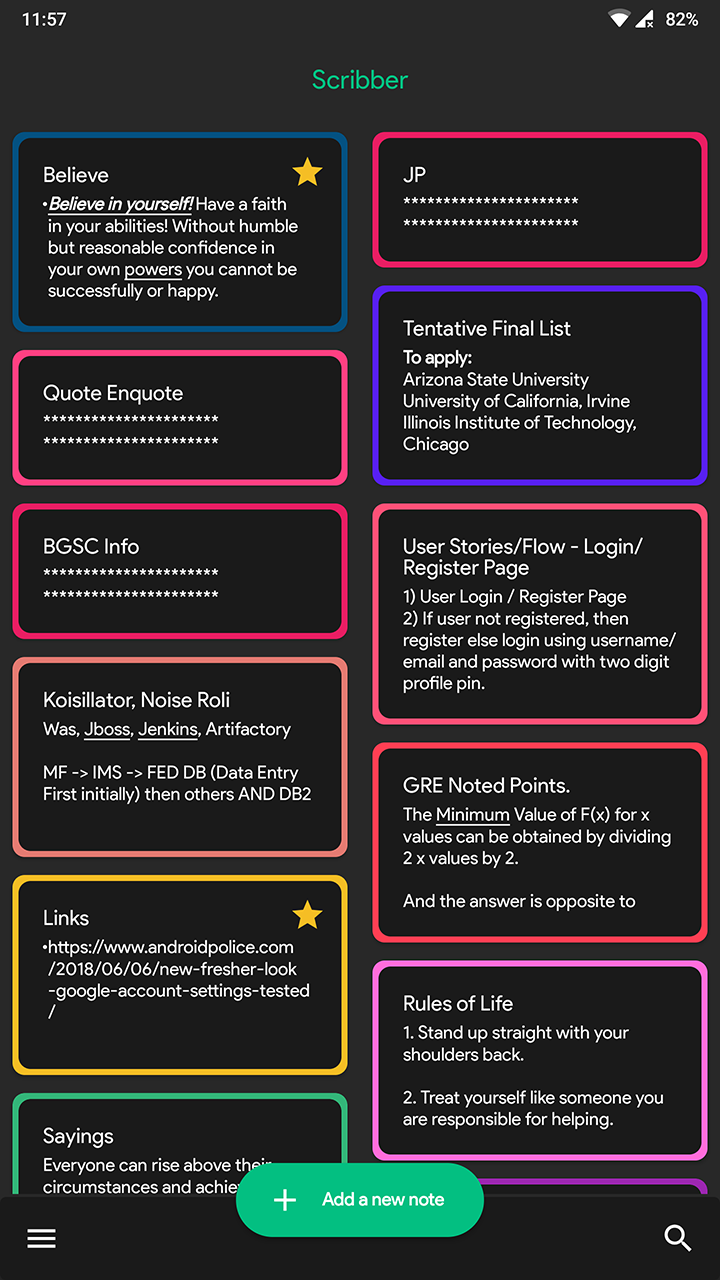 11:57
82%
Scribber
Believe
•Believe in yourself! Have a faith
in your abilities! Without humble
but reasonable confidence in
your own powers you cannot be
successfully or happy.
Quote Enquote
**********************
**********************
BGSC Info
**********************
**********************
Koisillator, Noise Roli
Was, Jboss, Jenkins, Artifactory
MF -> IMS -> FED DB (Data Entry
First initially) then others AND DB2
Links
•https://www.androidpolice.com
/2018/06/06/new-fresher-look
-google-account-settings-tested
/
Sayings
Everyone can rise above their
circumstances and achie
JP
**********************
**********************
Tentative Final List
To apply:
Arizona State University
University of California, Irvine
Illinois Institute of Technology,
Chicago
User Stories/Flow - Login/
Register Page
1) User Login / Register Page
2) If user not registered, then
register else login using username/
email and password with two digit
profile pin.
GRE Noted Points.
The Minimum Value of F(x) for x
values can be obtained by dividing
2 x values by 2.
And the answer is opposite to
Rules of Life
1. Stand up straight with your
shoulders back.
2. Treat yourself like someone you
are responsible for helping.
Add a new note